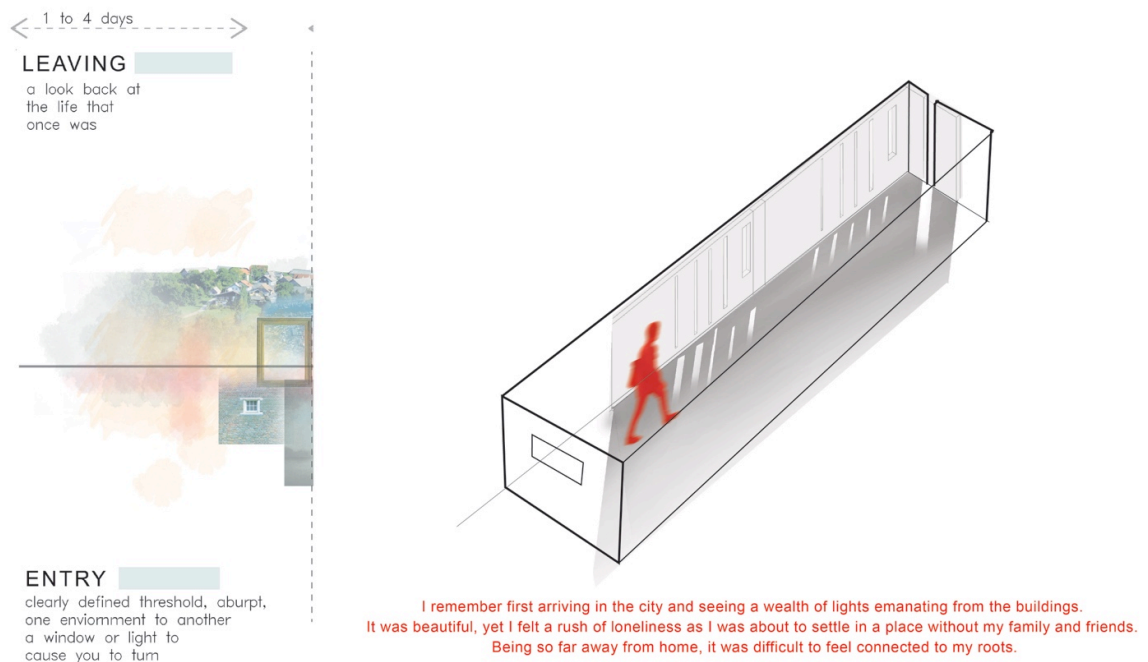 1 to 4 days
LEAVING
a look back at
the life that
once was
ENTRY
clearly defined threshold, aburpt,
one enviornment to another
a window or light to
cause you to turn
I remember first arriving in the city and seeing a wealth of lights emanating from the buildings.
It was beautiful, yet I felt a rush of loneliness as I was about to settle in a place without my family and friends.
Being so far away from home, it was difficult to feel connected to my roots.